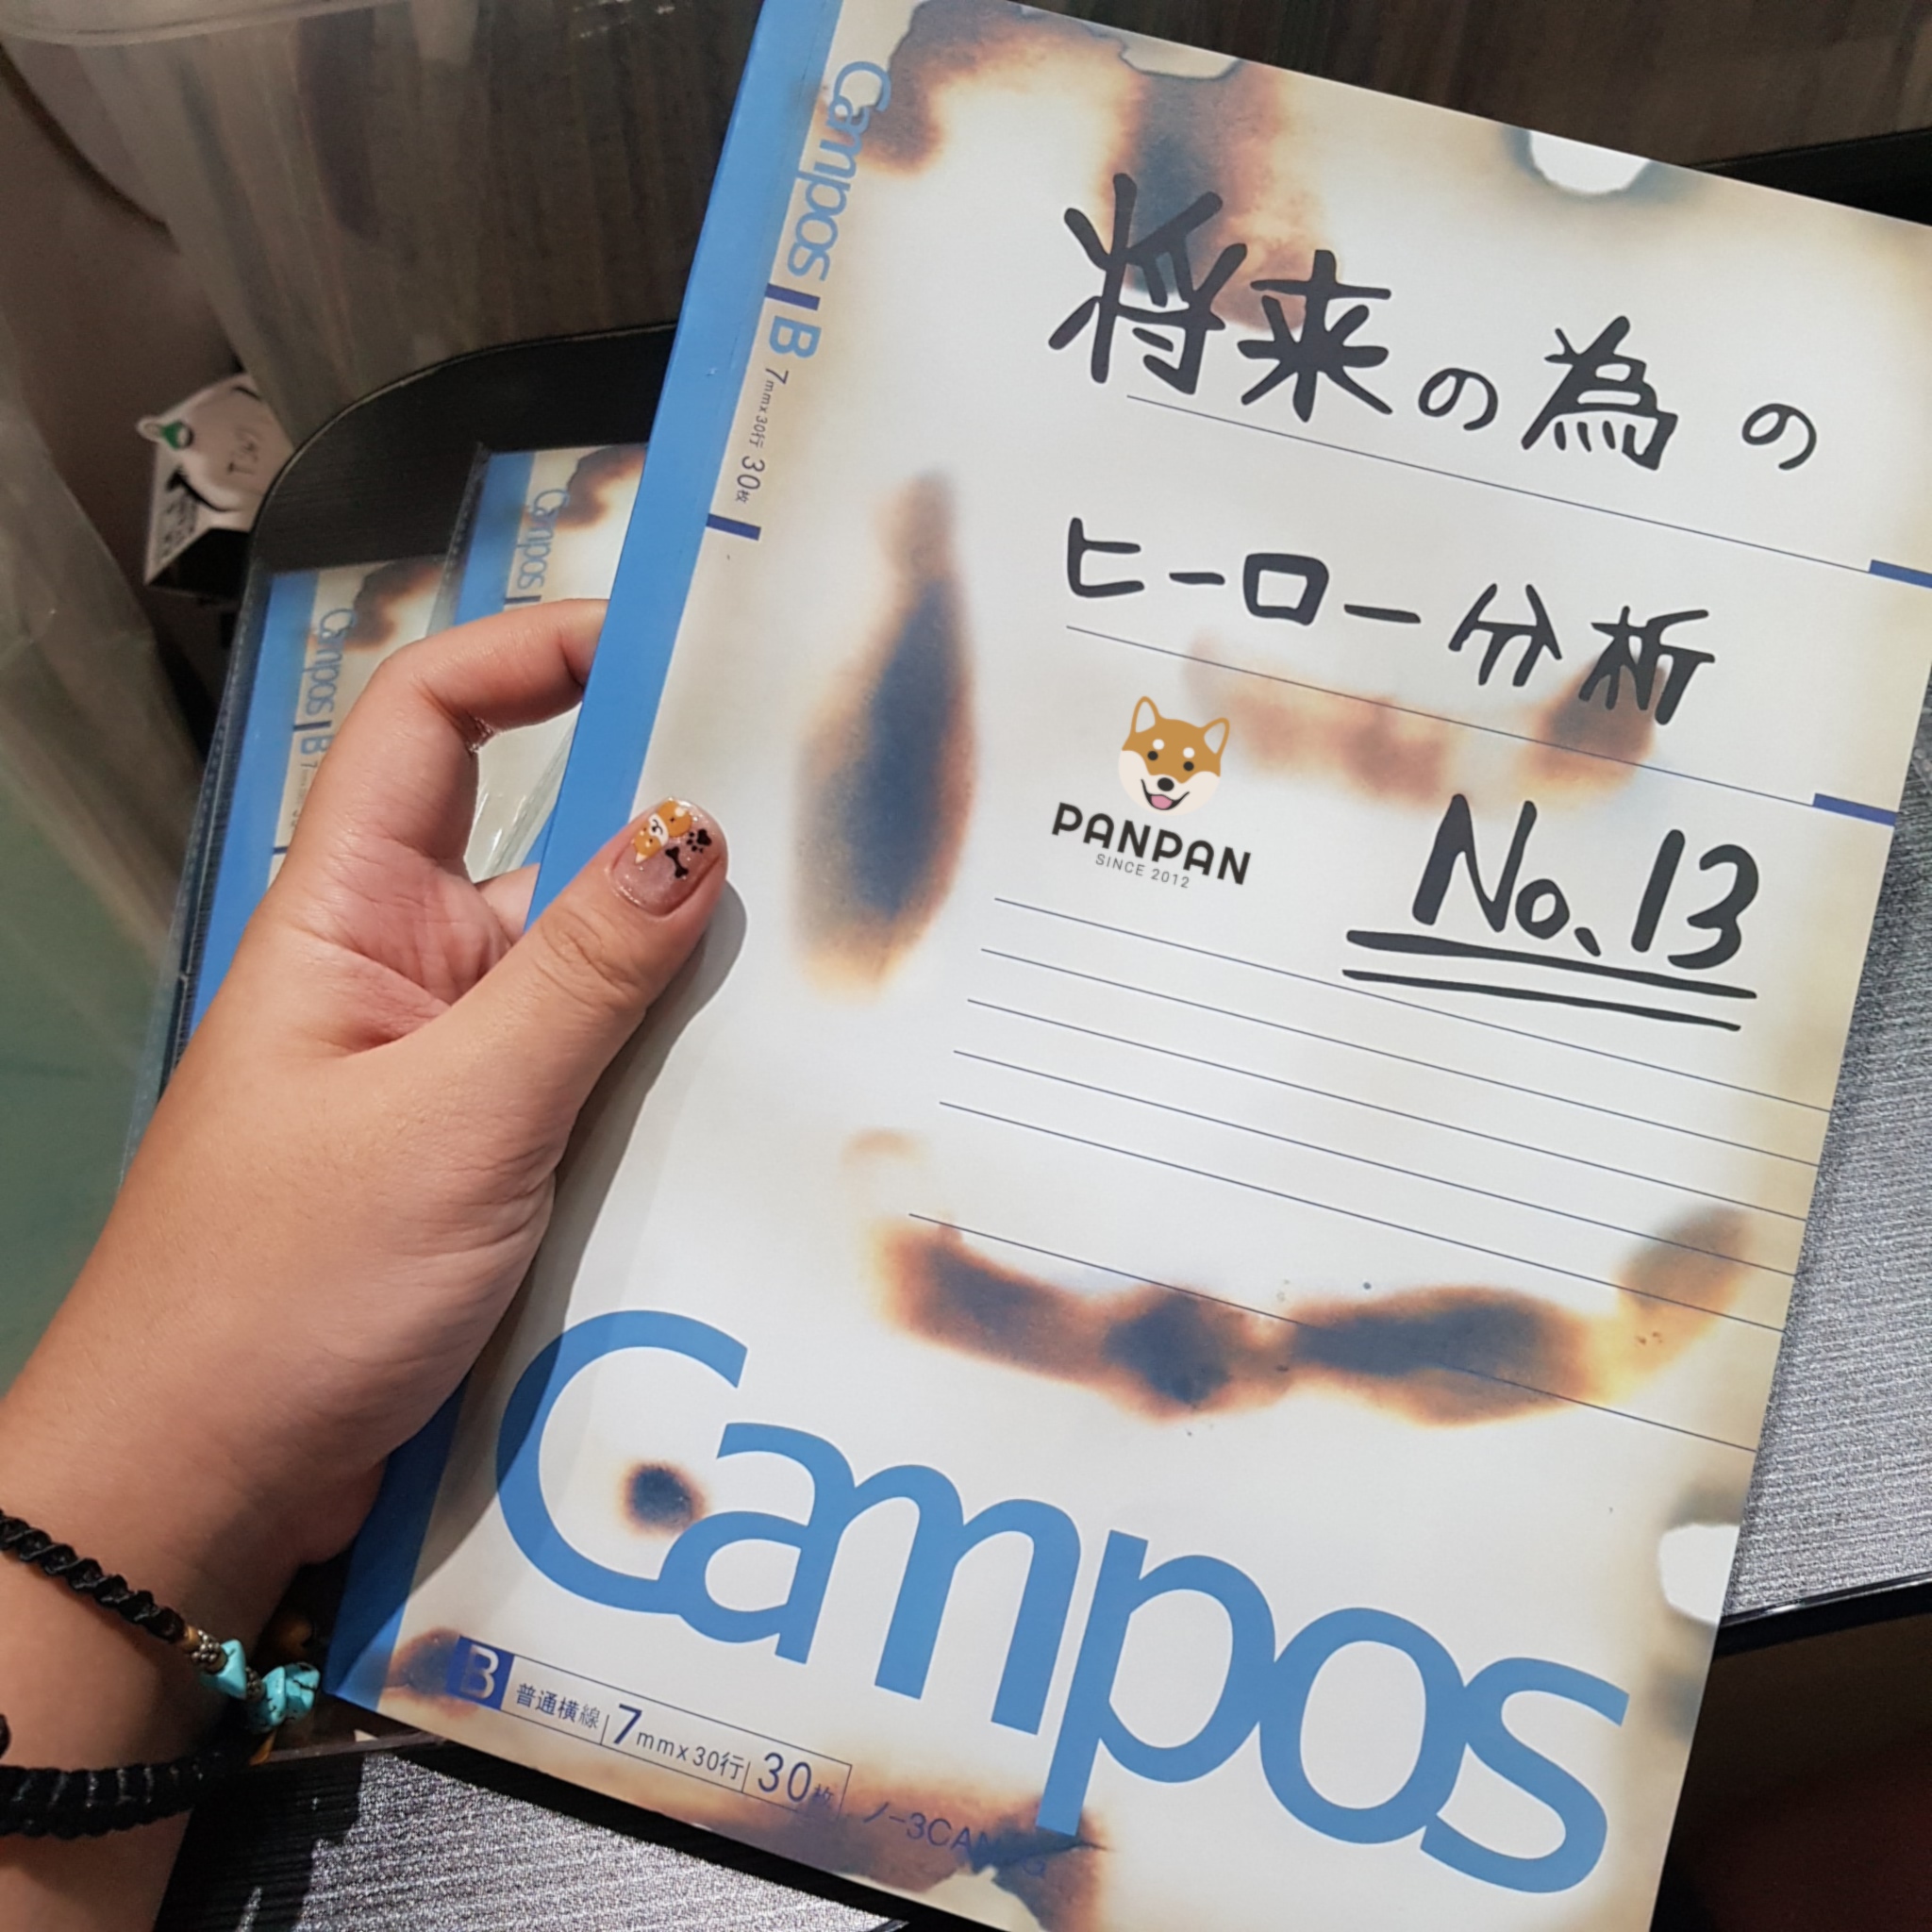 Campos B 7mmx30行 30枚
将来の為の
ヒーロー分析
PANPAN
SINCE 2012
No.13
Campos
B 普通横線 7mmx30行 30枚
Campos
Campos B